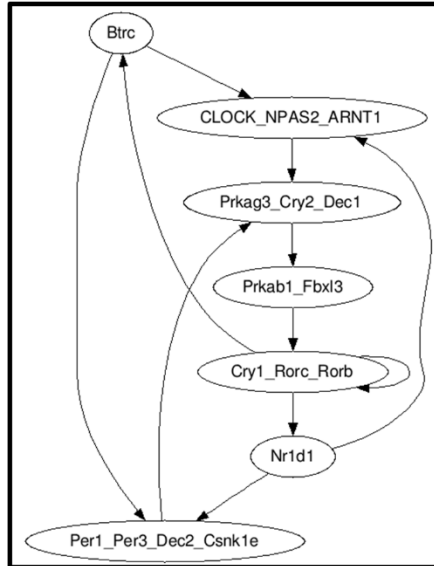 Btrc
CLOCK_NPAS2_ARNT1
Prkag3_Cry2_Dec1
Prkab1_Fbxl3
Cry1_Rorc_Rorb
Nr1d1
Per1_Per3_Dec2_Csnk1e